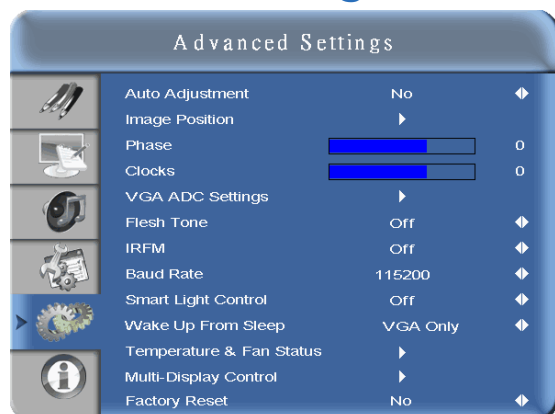 Advanced Settings
Auto Adjustment No
Image Position
Phase 0
Clocks 0
VGA ADC Settings
Flesh Tone Off
IRFM Off
Baud Rate 115200
Smart Light Control Off
Wake Up From Sleep VGA Only
Temperature & Fan Status
Multi-Display Control
Factory Reset No